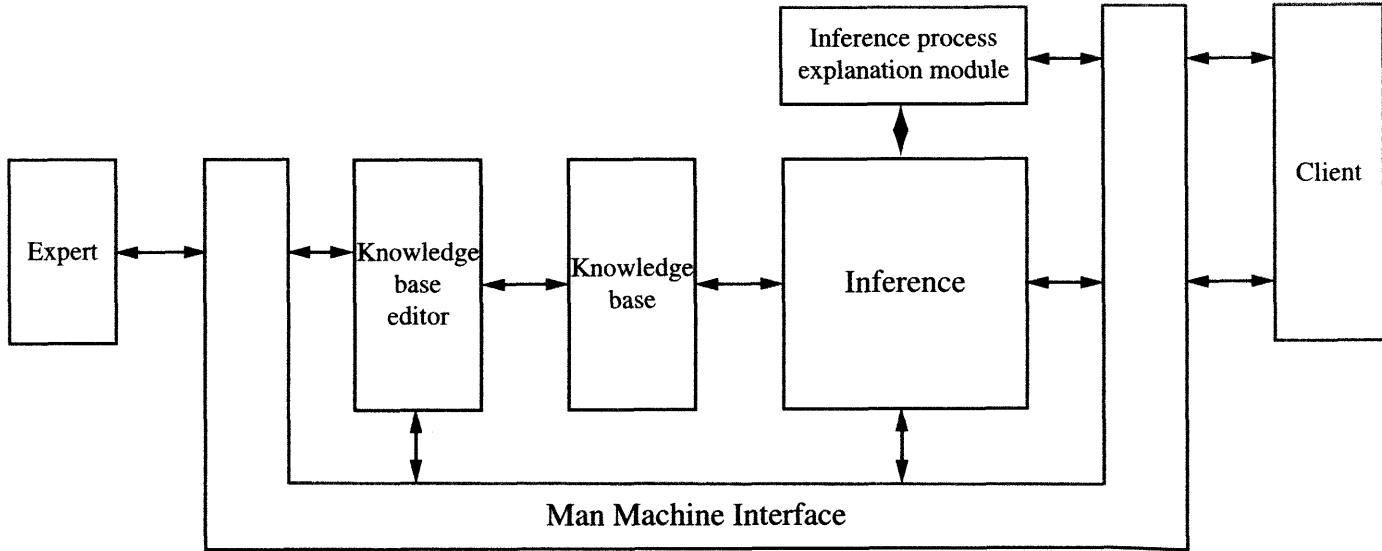 Inference process
explanation module
Expert
Knowledge
base
editor
Knowledge
base
Inference
Client
Man Machine Interface